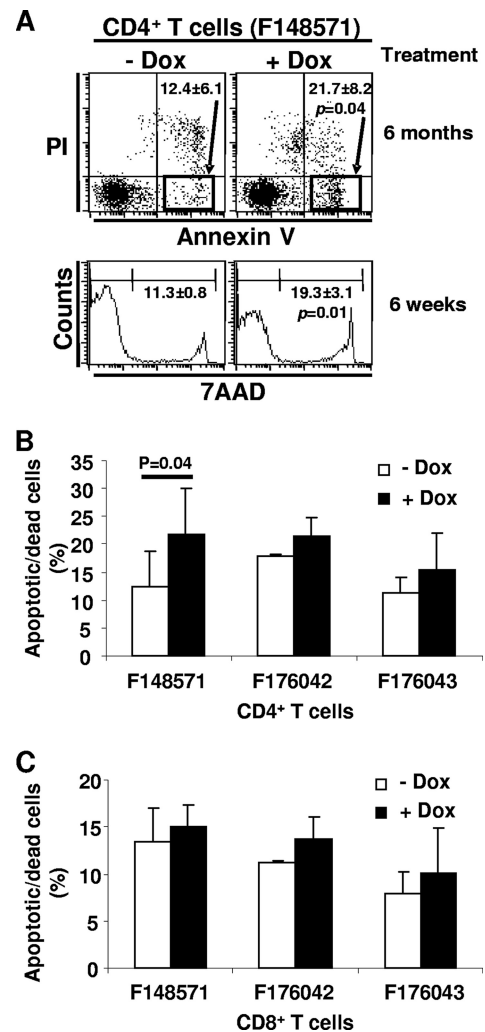 A
CD4+ T cells (F148571)
Treatment
- Dox
+ Dox
12.4±6.1
21.7±8.2
p=0.04
PI
6 months
Annexin V
Counts
11.3±0.8
19.3±3.1
p=0.01
6 weeks
7AAD
B
Apoptotic/dead cells
(%)
35
30
25
20
15
10
5
0
P=0.04
- Dox
+ Dox
F148571
F176042
F176043
CD4+ T cells
C
Apoptotic/dead cells
(%)
20
15
10
5
0
- Dox
+ Dox
F148571
F176042
F176043
CD8+ T cells